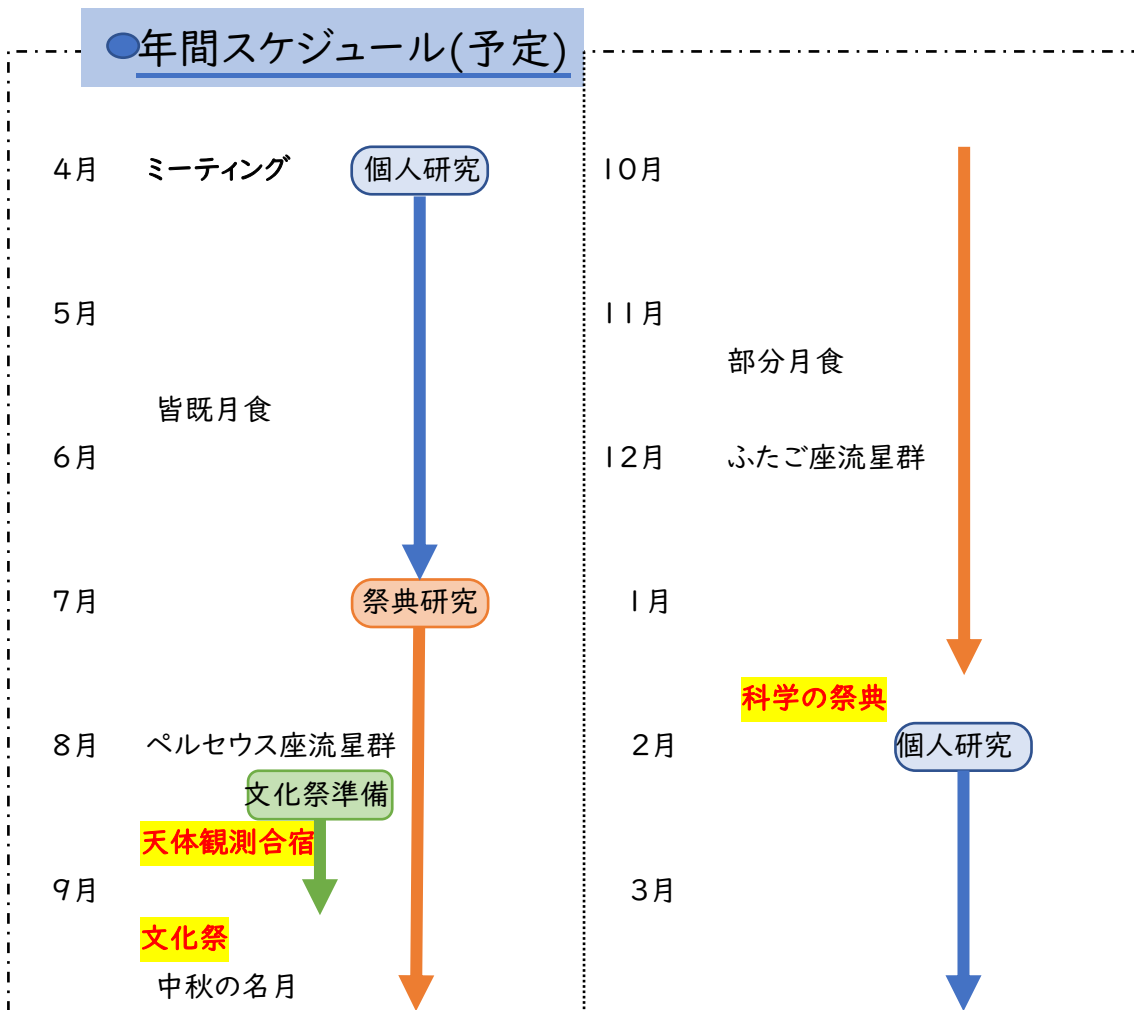 年間スケジュール(予定)
4月 ミーティング 個人研究
5月
皆既月食
6月
7月 祭典研究
8月 ペルセウス座流星群
文化祭準備
天体観測合宿
9月
文化祭
中秋の名月
10月
11月
部分月食
12月 ふたご座流星群
1月
科学の祭典
2月 個人研究
3月